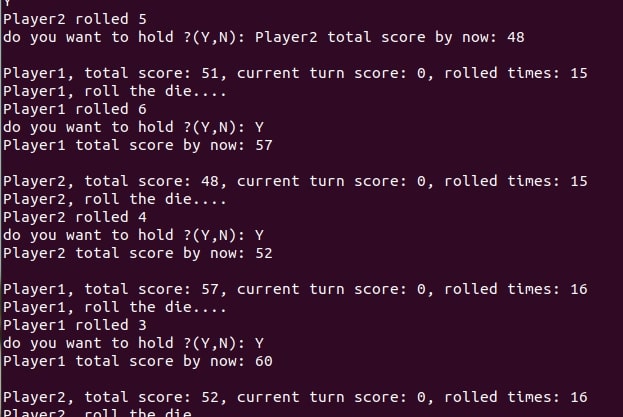 Y
Player2 rolled 5
do you want to hold ?(Y,N): Player2 total score by now: 48
Player1, total score: 51, current turn score: 0, rolled times: 15
Player1, roll the die....
Player1 rolled 6
do you want to hold ?(Y,N): Y
Player1 total score by now: 57
Player2, total score: 48, current turn score: 0, rolled times: 15
Player2, roll the die....
Player2 rolled 4
do you want to hold ?(Y,N): Y
Player2 total score by now: 52
Player1, total score: 57, current turn score: 0, rolled times: 16
Player1, roll the die....
Player1 rolled 3
do you want to hold ?(Y,N): Y
Player1 total score by now: 60
Player2, total score: 52, current turn score: 0, rolled times: 16
Player2, roll the die